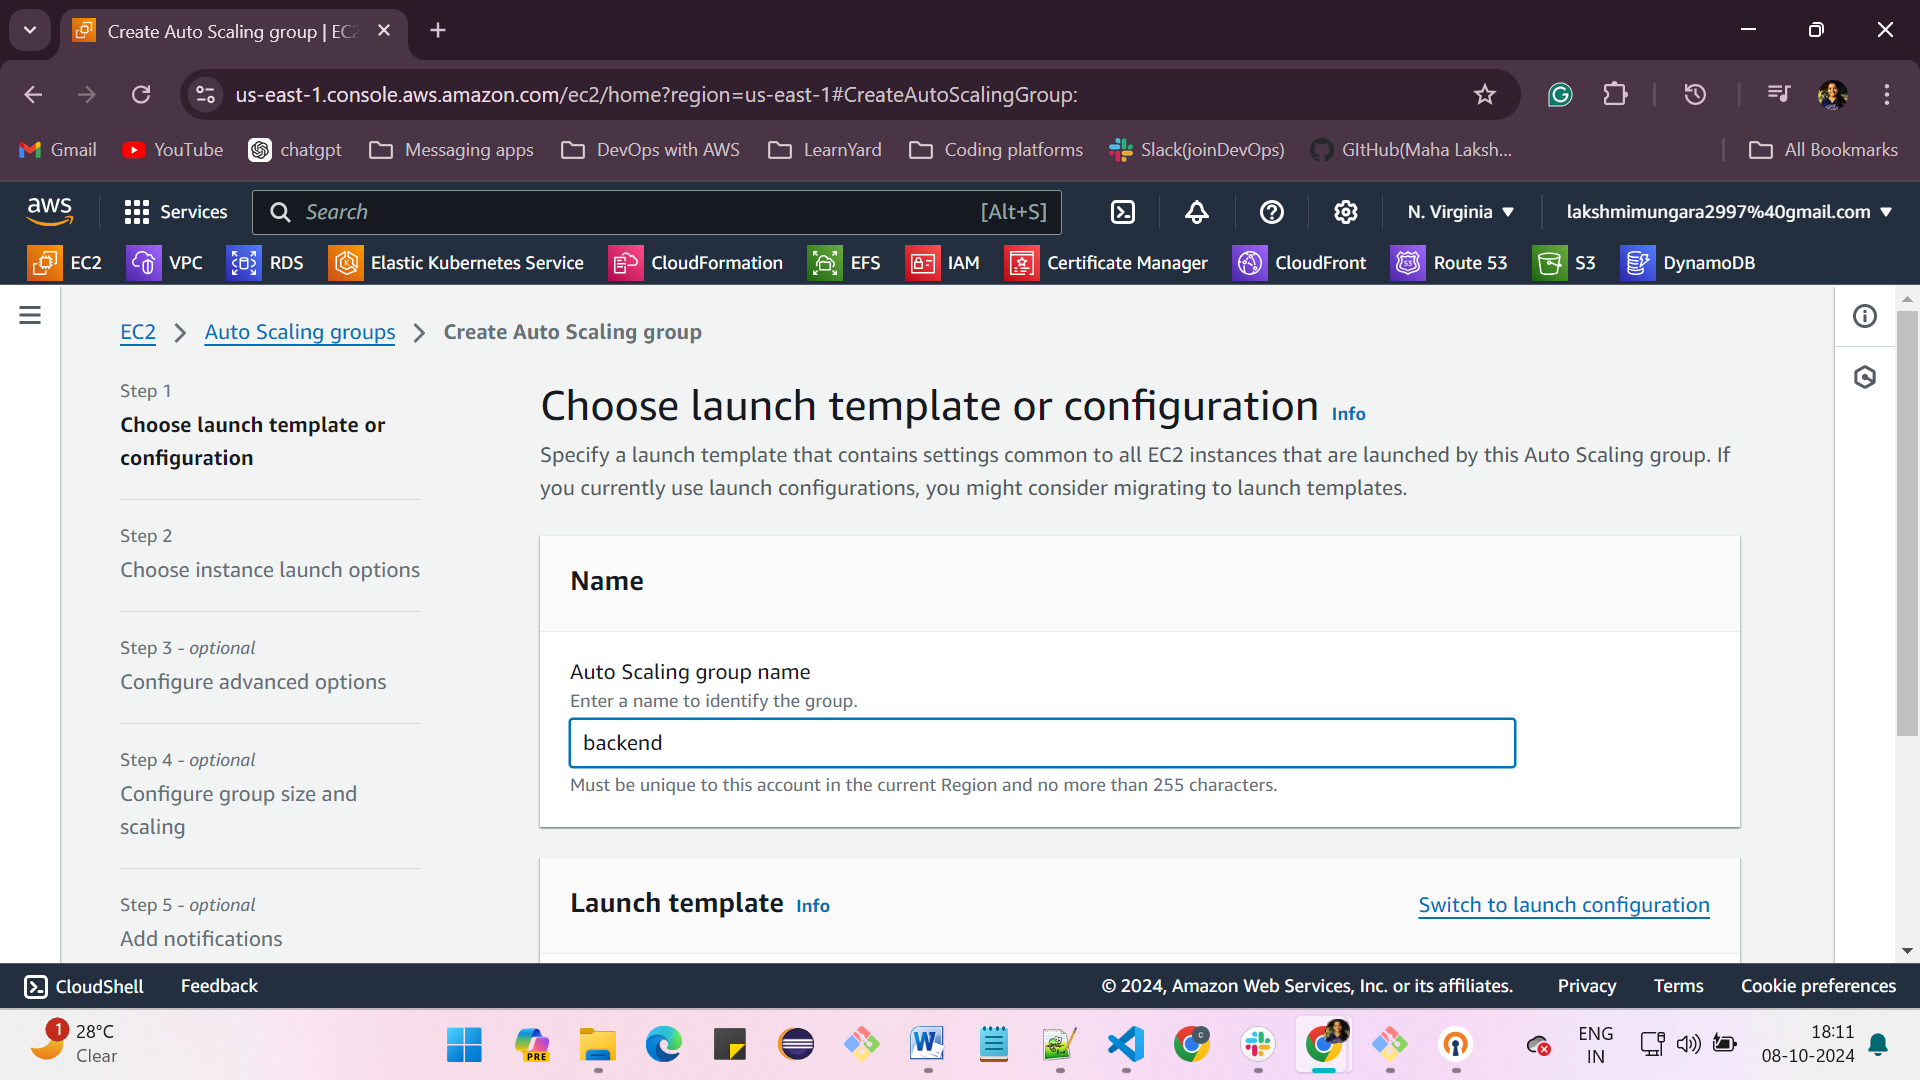 Create Auto Scaling group | EC2
us-east-1.console.aws.amazon.com/ec2/home?region=us-east-1#CreateAutoScalingGroup:
Gmail
YouTube
chatgpt
Messaging apps
DevOps with AWS
LearnYard
Coding platforms
Slack(joinDevOps)
GItHub(Maha Laksh...
All Bookmarks
aws
Services
Search
[Alt+S]
N. Virginia
lakshmimungara2997%40gmail.com
EC2
VPC
RDS
Elastic Kubernetes Service
CloudFormation
EFS
IAM
Certificate Manager
CloudFront
Route 53
S3
DynamoDB
EC2
Auto Scaling groups
Create Auto Scaling group
Step 1
Choose launch template or
configuration
Step 2
Choose instance launch options
Step 3 - optional
Configure advanced options
Step 4 - optional
Configure group size and
scaling
Step 5 - optional
Add notifications
Choose launch template or configuration Info
Specify a launch template that contains settings common to all EC2 instances that are launched by this Auto Scaling group. If
you currently use launch configurations, you might consider migrating to launch templates.
Name
Auto Scaling group name
Enter a name to identify the group.
backend
Must be unique to this account in the current Region and no more than 255 characters.
Launch template Info
Switch to launch configuration
CloudShell
Feedback
© 2024, Amazon Web Services, Inc. or its affiliates.
Privacy
Terms
Cookie preferences
1
28°C
Clear
PRE
ENG
IN
18:11
08-10-2024